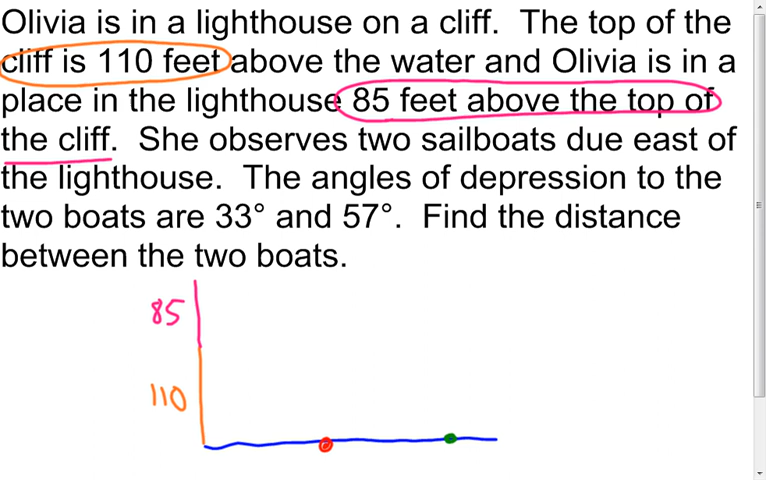 Olivia is in a lighthouse on a cliff.  The top of the
cliff is 110 feet above the water and Olivia is in a
place in the lighthouse 85 feet above the top of
the cliff.  She observes two sailboats due east of
the lighthouse.  The angles of depression to the
two boats are 33° and 57°.  Find the distance
between the two boats.
85
110